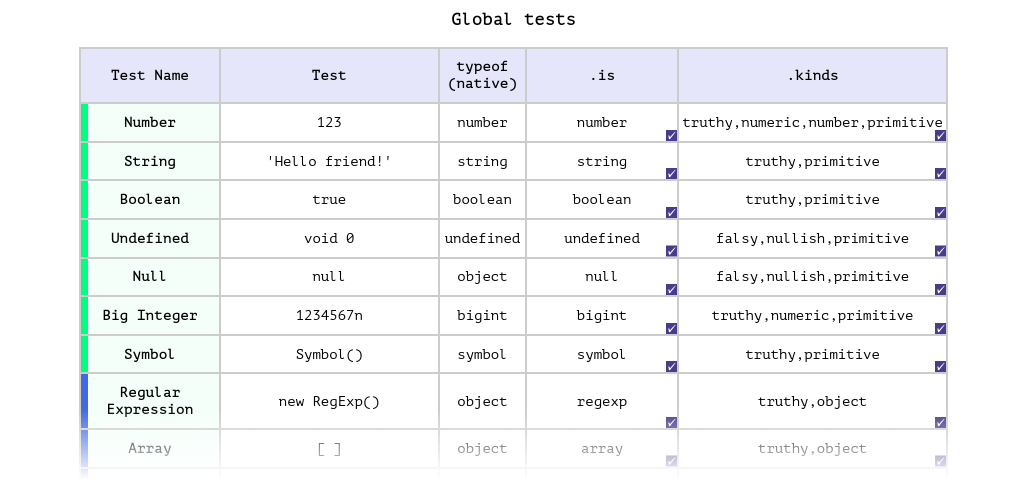 Global tests
Test Name Test typeof (native) .is .kinds
Number 123 number number truthy,numeric,number,primitive
String 'Hello friend!' string string truthy,primitive
Boolean true boolean boolean truthy,primitive
Undefined void 0 undefined undefined falsy,nullish,primitive
Null null object null falsy,nullish,primitive
Big Integer 1234567n bigint bigint truthy,numeric,primitive
Symbol Symbol() symbol symbol truthy,primitive
Regular Expression new RegExp() object regexp truthy,object
Array [ ] object array truthy,object